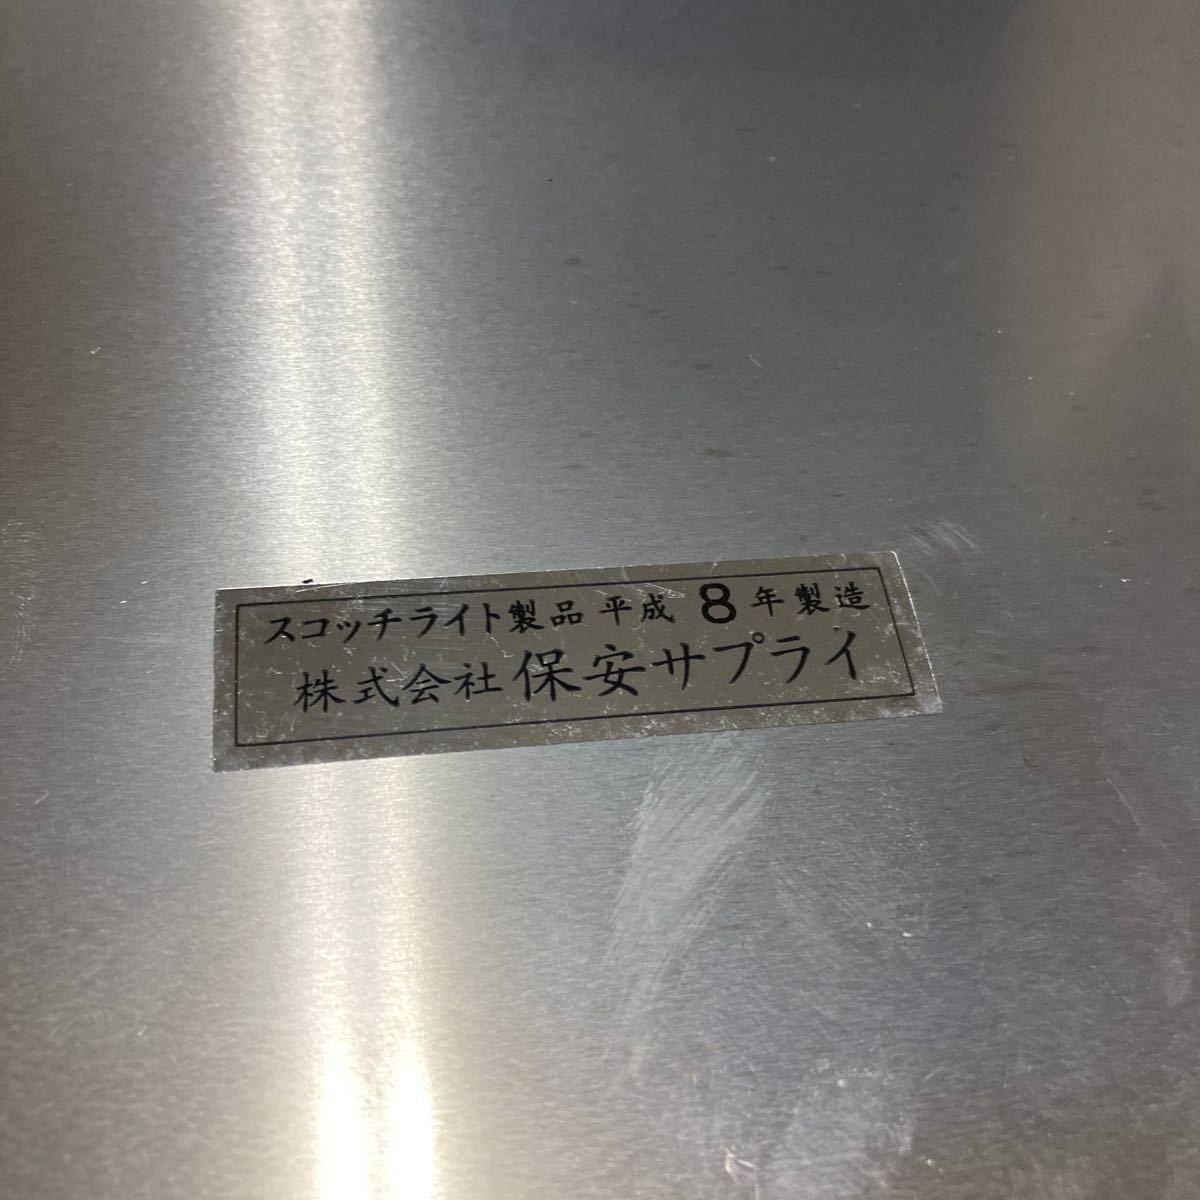 スコッチライト製品 平成 8 年製造
株式会社 保安サプライ